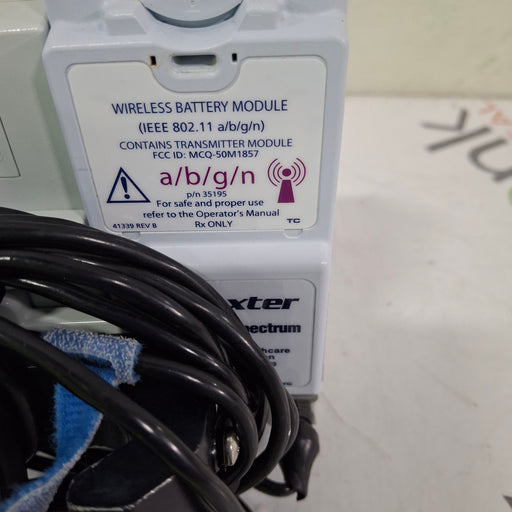 WIRELESS BATTERY MODULE
(IEEE 802.11 a/b/g/n)
CONTAINS TRANSMITTER MODULE
FCC ID: MCQ-50M1857
a/b/g/n
p/n 35195
For safe and proper use
refer to the Operator's Manual
41339 REV B Rx ONLY TC
xter
pectrum
hcare